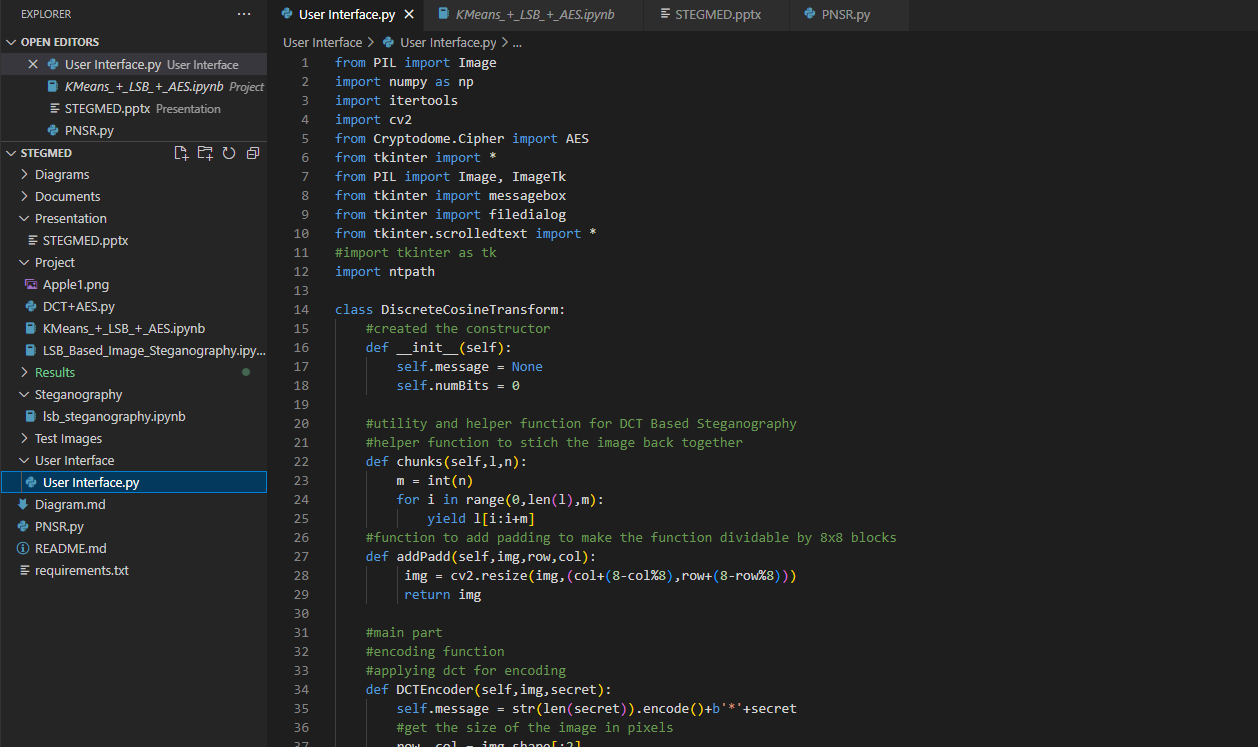 EXPLORER
OPEN EDITORS
User Interface.py User Interface
KMeans_+_LSB_+_AES.ipynb Project
STEGMED.pptx Presentation
PNSR.py
STEGMED
Diagrams
Documents
Presentation
STEGMED.pptx
Project
Apple1.png
DCT+AES.py
KMeans_+_LSB_+_AES.ipynb
LSB_Based_Image_Steganography.ipy...
Results
Steganography
lsb_steganography.ipynb
Test Images
User Interface
User Interface.py
Diagram.md
PNSR.py
README.md
requirements.txt
User Interface.py KMeans_+_LSB_+_AES.ipynb STEGMED.pptx PNSR.py
User Interface > User Interface.py > ...
1 from PIL import Image
2 import numpy as np
3 import itertools
4 import cv2
5 from Cryptodome.Cipher import AES
6 from tkinter import *
7 from PIL import Image, ImageTk
8 from tkinter import messagebox
9 from tkinter import filedialog
10 from tkinter.scrolledtext import *
11 #import tkinter as tk
12 import ntpath
13
14 class DiscreteCosineTransform:
15 #created the constructor
16 def __init__(self):
17 self.message = None
18 self.numBits = 0
19
20 #utility and helper function for DCT Based Steganography
21 #helper function to stich the image back together
22 def chunks(self,l,n):
23 m = int(n)
24 for i in range(0,len(l),m):
25 yield l[i:i+m]
26 #function to add padding to make the function dividable by 8x8 blocks
27 def addPadd(self,img,row,col):
28 img = cv2.resize(img,(col+(8-col%8),row+(8-row%8)))
29 return img
30
31 #main part
32 #encoding function
33 #applying dct for encoding
34 def DCTEncoder(self,img,secret):
35 self.message = str(len(secret)).encode()+b'*'+secret
36 #get the size of the image in pixels
37 row, col = img.shape[:2]